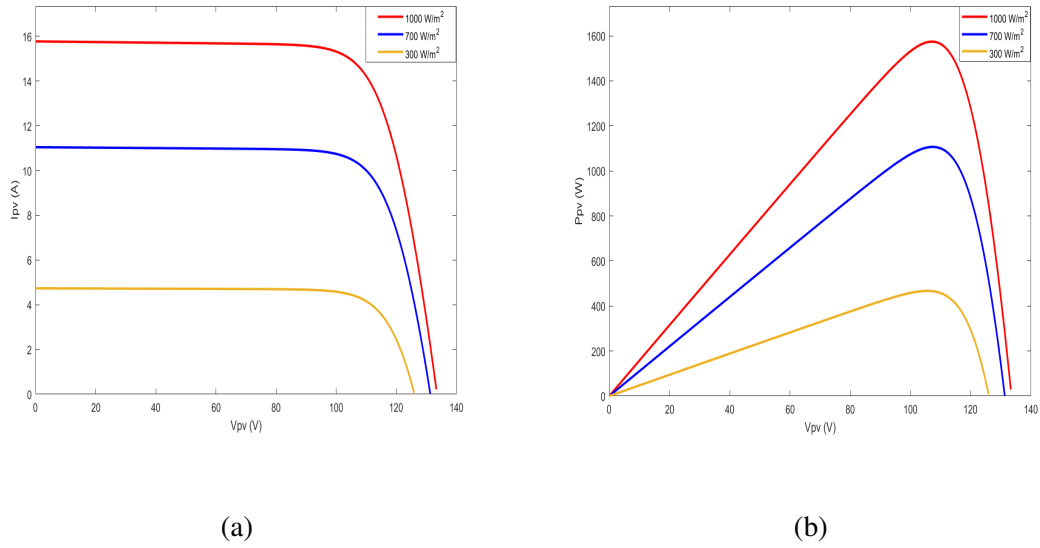 1000 W/m²
700 W/m²
300 W/m²
16
14
12
10
8
6
4
2
0
Ipv (A)
0 20 40 60 80 100 120 140
Vpv (V)
(a)
1000 W/m²
700 W/m²
300 W/m²
1600
1400
1200
1000
800
600
400
200
0
Ppv (W)
0 20 40 60 80 100 120 140
Vpv (V)
(b)